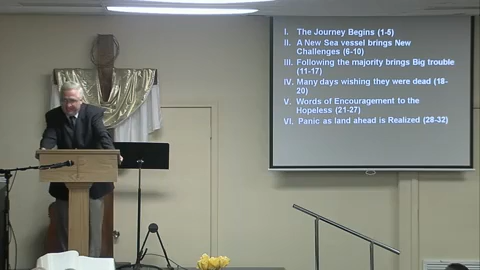 I. The Journey Begins (1-5)
II. A New Sea vessel brings New
Challenges (6-10)
III. Following the majority brings Big trouble
(11-17)
IV. Many days wishing they were dead (18-
20)
V. Words of Encouragement to the
Hopeless (21-27)
VI. Panic as land ahead is Realized (28-32)